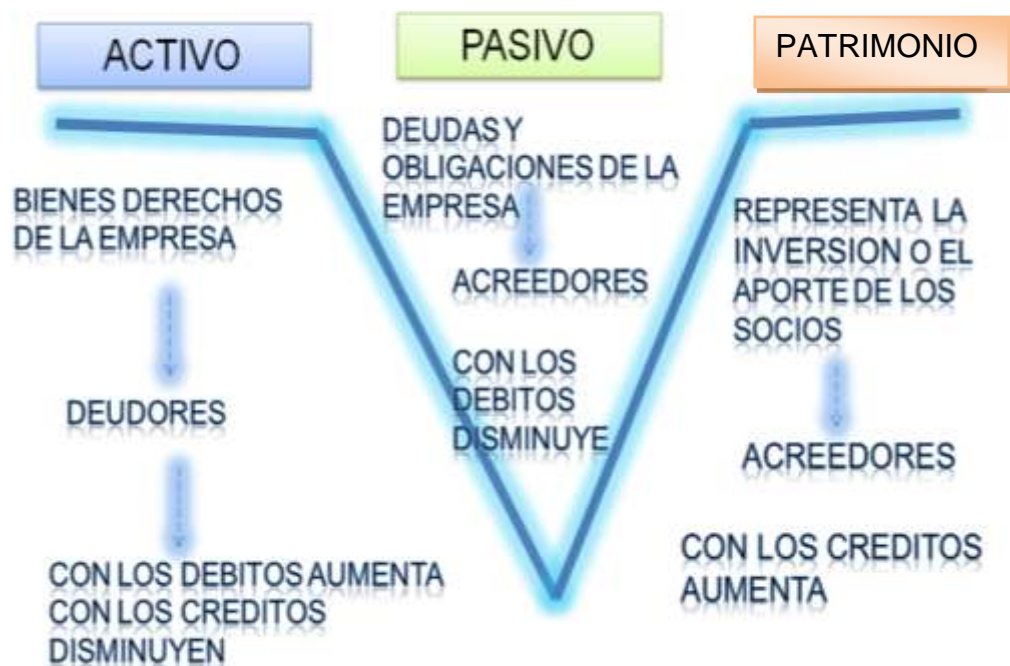 ACTIVO
BIENES DERECHOS
DE LA EMPRESA
DEUDORES
CON LOS DEBITOS AUMENTA
CON LOS CREDITOS
DISMINUYEN
PASIVO
DEUDAS Y
OBLIGACIONES DE LA
EMPRESA
ACREEDORES
CON LOS
DEBITOS
DISMINUYE
PATRIMONIO
REPRESENTA LA
INVERSION O EL
APORTE DE LOS
SOCIOS
ACREEDORES
CON LOS CREDITOS
AUMENTA